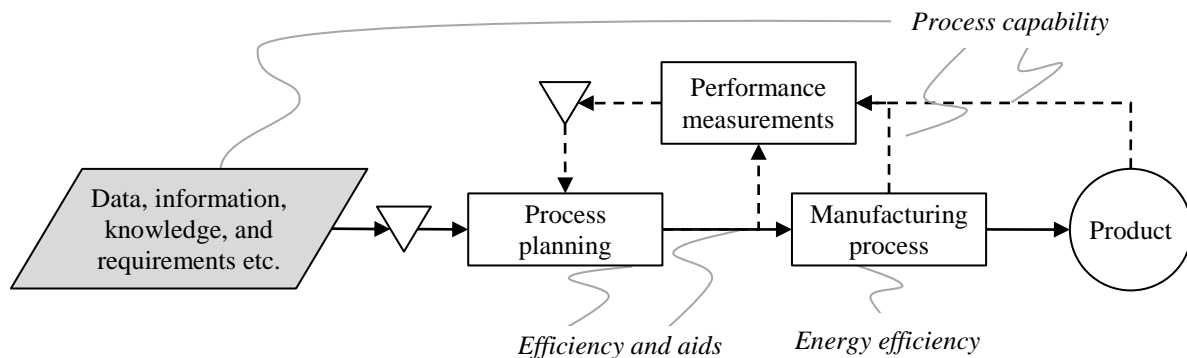 Process capability
Performance
measurements
Data, information,
knowledge, and
requirements etc.
Process
planning
Manufacturing
process
Product
Efficiency and aids
Energy efficiency